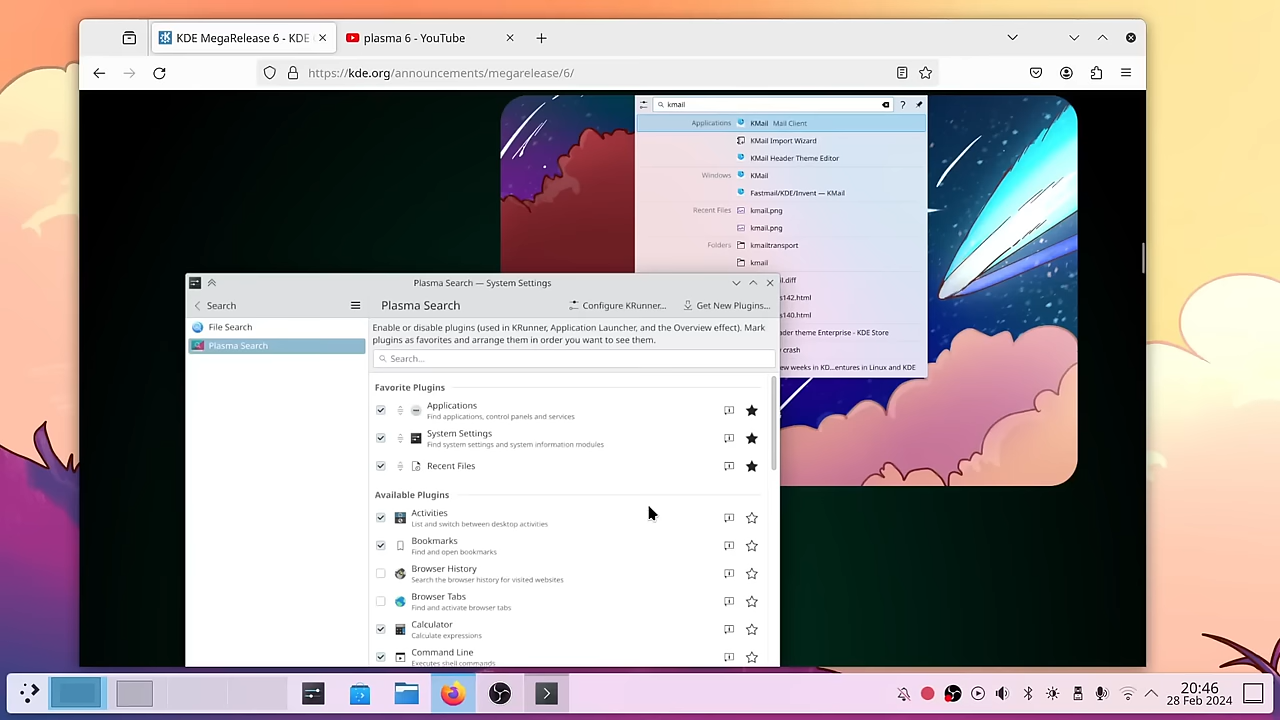 KDE MegaRelease 6 - KDE
plasma 6 - YouTube
https://kde.org/announcements/megarelease/6/
kmail
?
Applications KMail Mail Client
KMail Import Wizard
KMail Header Theme Editor
Windows KMail
Fastmail/KDE/Invent — KMail
Recent Files kmail.png
kmail.png
Folders kmailtransport
kmail
.diff
s142.html
s140.html
ader theme Enterprise - KDE Store
crash
ew weeks in KD...entures in Linux and KDE
Plasma Search — System Settings
Search
File Search
Plasma Search
Plasma Search
Configure KRunner...
Get New Plugins...
Enable or disable plugins (used in KRunner, Application Launcher, and the Overview effect). Mark
plugins as favorites and arrange them in order you want to see them.
Search...
Favorite Plugins
Applications
Find applications, control panels and services
System Settings
Find system settings and system information modules
Recent Files
Available Plugins
Activities
List and switch between desktop activities
Bookmarks
Find and open bookmarks
Browser History
Search the browser history for visited websites
Browser Tabs
Find and activate browser tabs
Calculator
Calculate expressions
Command Line
Executes shell commands
20:46
28 Feb 2024